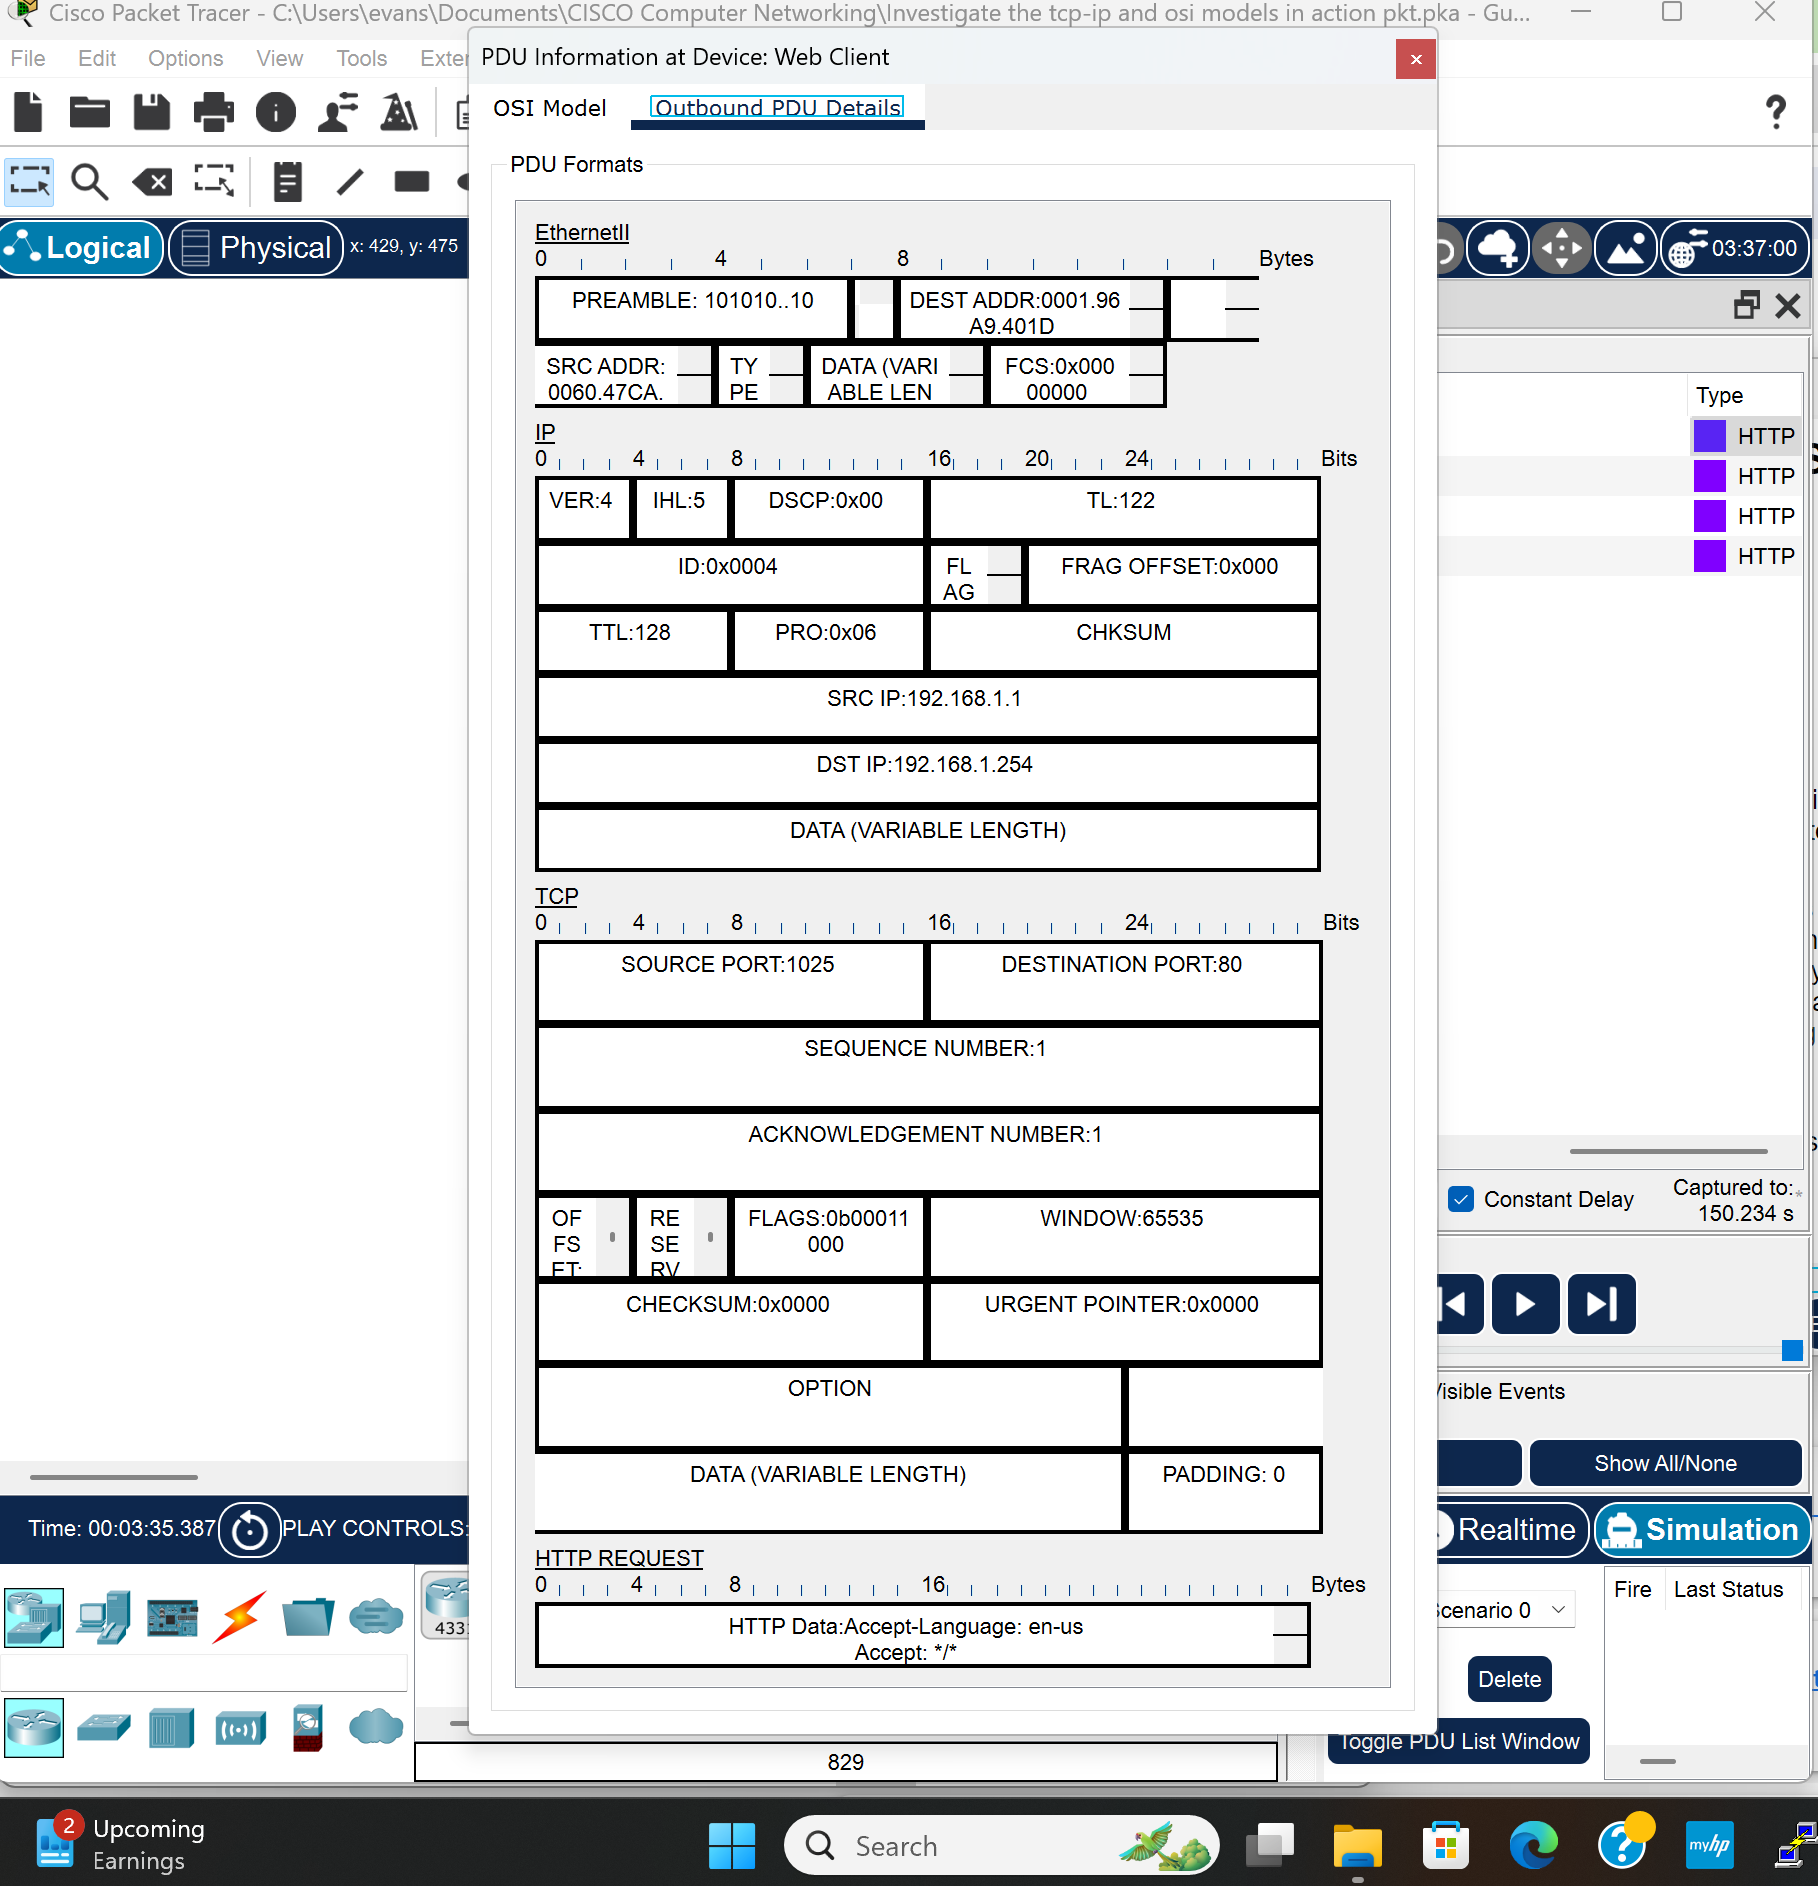 Cisco Packet Tracer - C:\Users\evans\Documents\CISCO Computer Networking\Investigate the tcp-ip and osi models in action pkt.pka - Gu...
File Edit Options View Tools
PDU Information at Device: Web Client
OSI Model Outbound PDU Details
PDU Formats
Logical Physical x: 429, y: 475
03:37:00
EthernetII
0 4 8 Bytes
PREAMBLE: 101010..10 DEST ADDR:0001.96
A9.401D
SRC ADDR: TY DATA (VARI FCS:0x000
0060.47CA. PE ABLE LEN 00000
IP
0 4 8 16 20 24 Bits
VER:4 IHL:5 DSCP:0x00 TL:122
ID:0x0004 FL FRAG OFFSET:0x000
AG
TTL:128 PRO:0x06 CHKSUM
SRC IP:192.168.1.1
DST IP:192.168.1.254
DATA (VARIABLE LENGTH)
TCP
0 4 8 16 24 Bits
SOURCE PORT:1025 DESTINATION PORT:80
SEQUENCE NUMBER:1
ACKNOWLEDGEMENT NUMBER:1
OF RE FLAGS:0b00011 WINDOW:65535
FS SE 000
ET: RV
CHECKSUM:0x0000 URGENT POINTER:0x0000
OPTION
DATA (VARIABLE LENGTH) PADDING: 0
HTTP REQUEST
0 4 8 16 Bytes
HTTP Data:Accept-Language: en-us
Accept: */*
Type
HTTP
HTTP
HTTP
HTTP
Constant Delay Captured to:
150.234 s
Visible Events
Show All/None
Time: 00:03:35.387 PLAY CONTROLS:
Realtime Simulation
433
Scenario 0
Fire Last Status
Delete
Toggle PDU List Window
829
2
Upcoming
Earnings
Search
myhp